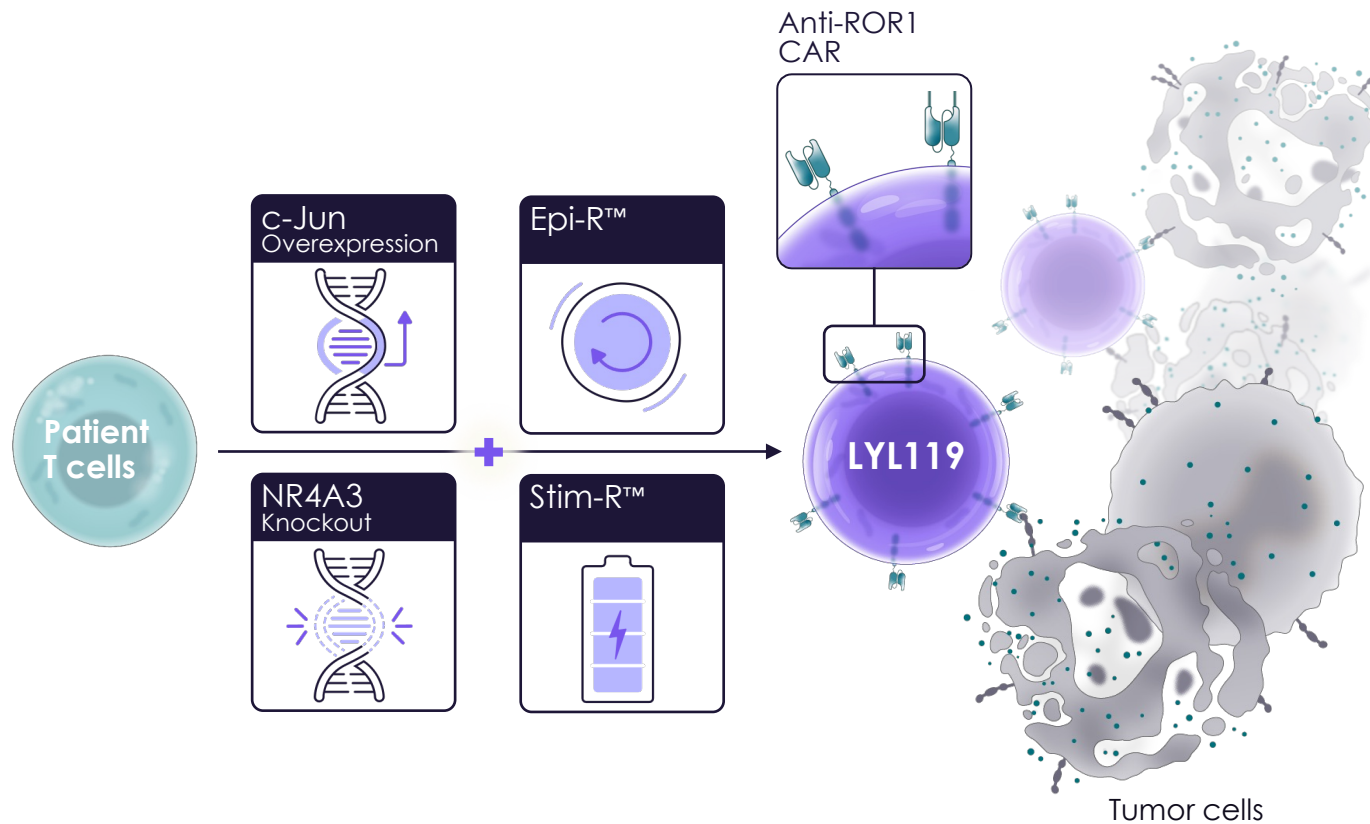 Anti-ROR1
CAR
c-Jun
Overexpression
Epi-R™
Patient
T cells
LYL119
NR4A3
Knockout
Stim-R™
Tumor cells